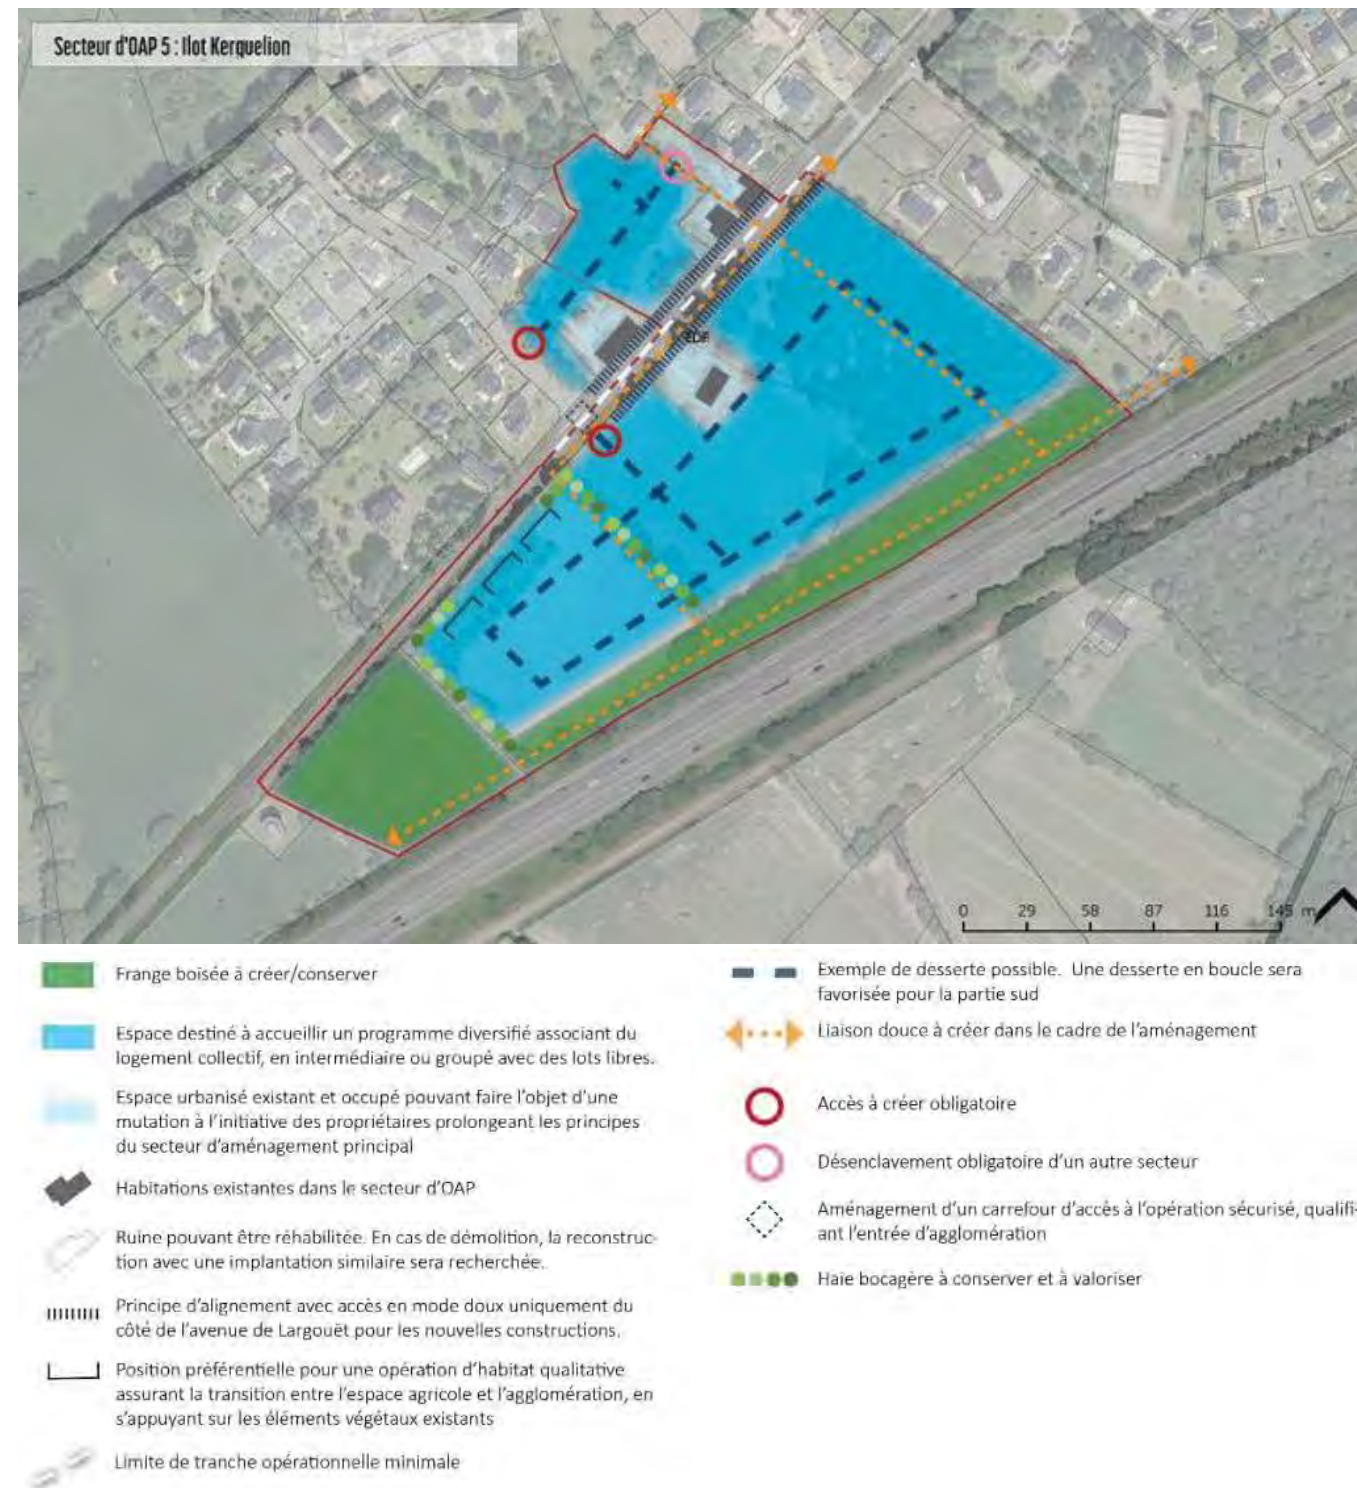 Secteur d'OAP 5 : Ilot Kerquelion
EDF
0 29 58 87 116 145 m
Frange boisée à créer/conserver
Espace destiné à accueillir un programme diversifié associant du
logement collectif, en intermédiaire ou groupé avec des lots libres.
Espace urbanisé existant et occupé pouvant faire l'objet d'une
mutation à l'initiative des propriétaires prolongeant les principes
du secteur d'aménagement principal
Habitations existantes dans le secteur d'OAP
Ruine pouvant être réhabilitée. En cas de démolition, la reconstruc-
tion avec une implantation similaire sera recherchée.
Principe d'alignement avec accès en mode doux uniquement du
côté de l'avenue de Largouët pour les nouvelles constructions.
Position préférentielle pour une opération d'habitat qualitative
assurant la transition entre l'espace agricole et l'agglomération, en
s'appuyant sur les éléments végétaux existants
Limite de tranche opérationnelle minimale
Exemple de desserte possible. Une desserte en boucle sera
favorisée pour la partie sud
Liaison douce à créer dans le cadre de l'aménagement
Accès à créer obligatoire
Désenclavement obligatoire d'un autre secteur
Aménagement d'un carrefour d'accès à l'opération sécurisé, qualifi-
ant l'entrée d'agglomération
Haie bocagère à conserver et à valoriser